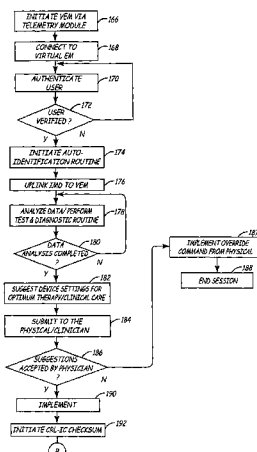 INITIATE VEM VIA
TELEMETRY MODULE
166
CONNECT TO
VIRTUAL EM
168
AUTHENTICATE
USER
170
172
USER
VERIFIED ?
Y
N
INITIATE AUTO-
IDENTIFICATION ROUTINE
174
UPLINK IMD TO VEM
176
ANALYZE DATA/PERFORM
TEST & DIAGNOSTIC ROUTINE
178
180
DATA
ANALYSIS COMPLETED
?
Y
N
182
SUGGEST DEVICE SETTINGS FOR
OPTIMUM THERAPY/CLINICAL CARE
SUBMIT TO THE
PHYSICAL/CLINICIAN
184
186
SUGGESTIONS
ACCEPTED BY PHYSICIAN
?
Y
N
IMPLEMENT OVERRIDE
COMMAND FROM PHYSICAL
END SESSION
188
IMPLEMENT
190
192
INITIATE CRL-IC CHECKSUM